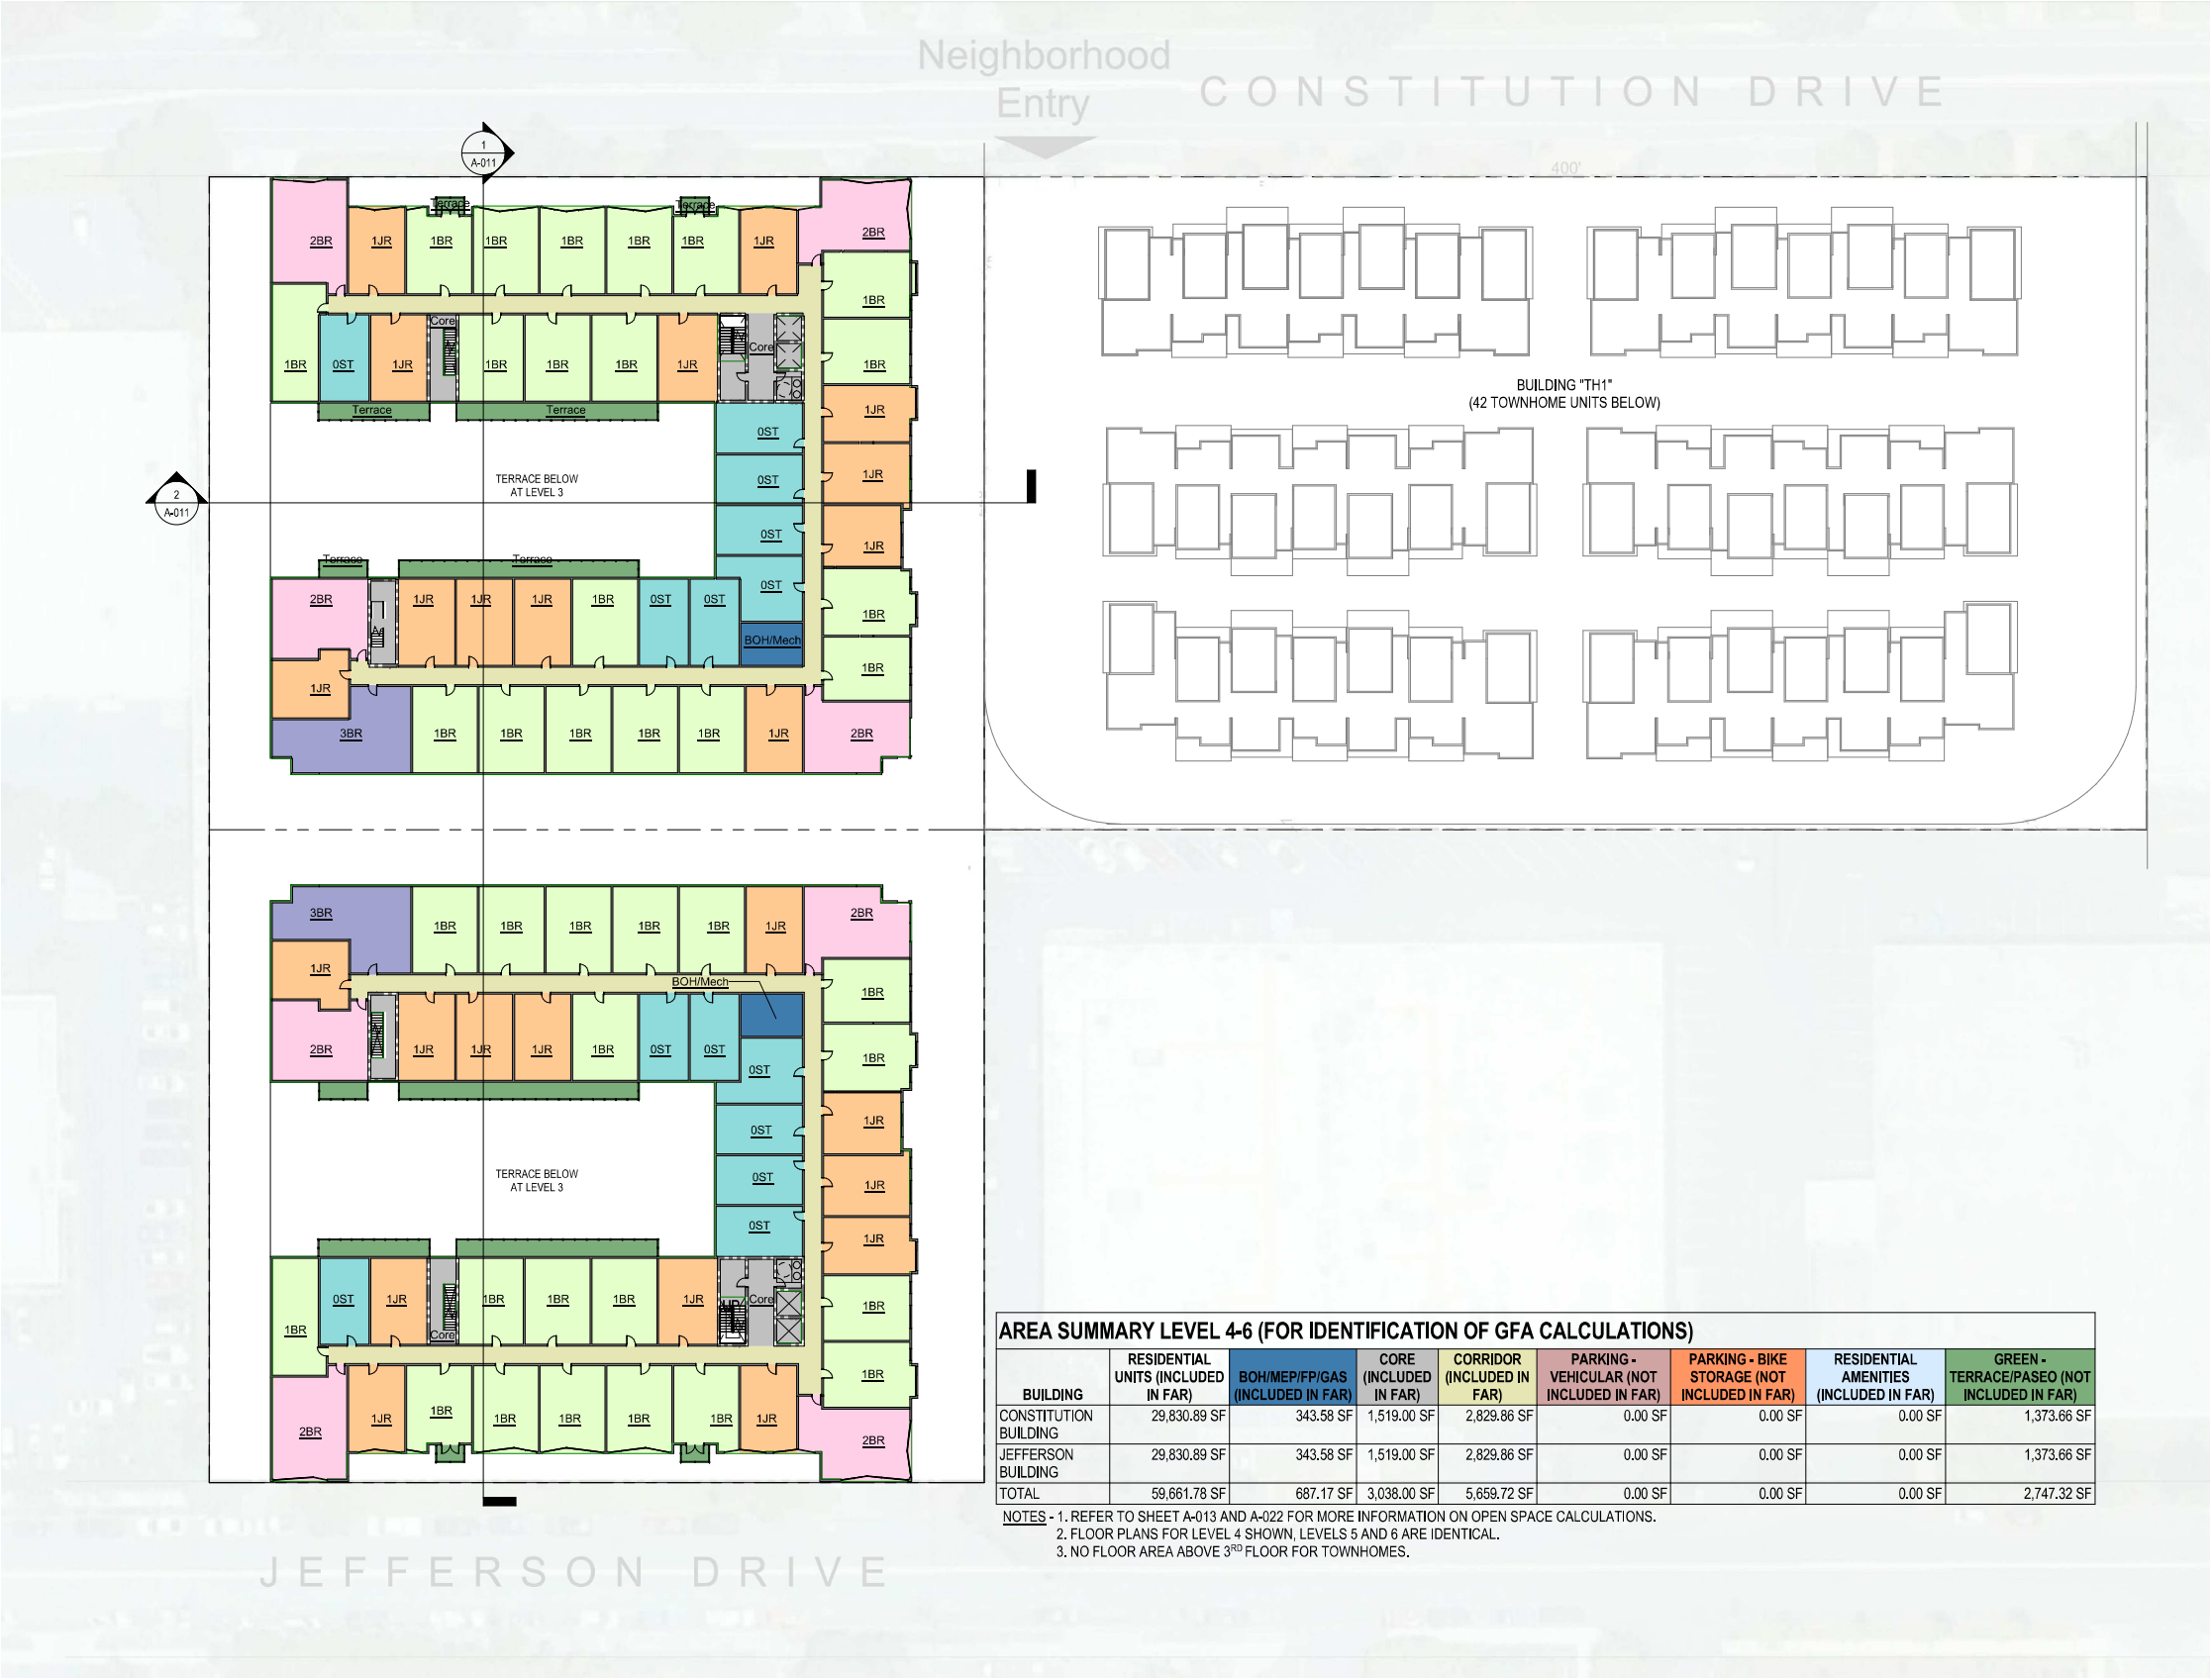 Neighborhood
Entry
CONSTITUTION DRIVE
400'
1
A-011
2BR
1JR
Terrace
1BR
1BR
1BR
1BR
Terrace
1BR
1JR
2BR
1BR
0ST
1JR
Core
1BR
1BR
1BR
1JR
Core
1BR
1BR
1JR
1JR
1JR
1BR
1BR
Terrace
Terrace
0ST
0ST
0ST
0ST
TERRACE BELOW
AT LEVEL 3
2
A-011
Terrace
Terrace
2BR
1JR
1JR
1JR
1BR
0ST
0ST
BOH/Mech
1JR
3BR
1BR
1BR
1BR
1BR
1BR
1JR
2BR
BUILDING "TH1"
(42 TOWNHOME UNITS BELOW)
3BR
1BR
1BR
1BR
1BR
1BR
1JR
2BR
1JR
BOH/Mech
2BR
1JR
1JR
1JR
1BR
0ST
0ST
1BR
1BR
0ST
0ST
0ST
0ST
1JR
1JR
1JR
1BR
1BR
TERRACE BELOW
AT LEVEL 3
1BR
0ST
1JR
Core
1BR
1BR
1BR
1JR
UP
Core
2BR
1JR
1BR
1BR
1BR
1BR
1BR
1JR
2BR
AREA SUMMARY LEVEL 4-6 (FOR IDENTIFICATION OF GFA CALCULATIONS)
BUILDING RESIDENTIAL UNITS (INCLUDED IN FAR) BOH/MEP/FP/GAS (INCLUDED IN FAR) CORE (INCLUDED IN FAR) CORRIDOR (INCLUDED IN FAR) PARKING - VEHICULAR (NOT INCLUDED IN FAR) PARKING - BIKE STORAGE (NOT INCLUDED IN FAR) RESIDENTIAL AMENITIES (INCLUDED IN FAR) GREEN - TERRACE/PASEO (NOT INCLUDED IN FAR)
CONSTITUTION BUILDING 29,830.89 SF 343.58 SF 1,519.00 SF 2,829.86 SF 0.00 SF 0.00 SF 0.00 SF 1,373.66 SF
JEFFERSON BUILDING 29,830.89 SF 343.58 SF 1,519.00 SF 2,829.86 SF 0.00 SF 0.00 SF 0.00 SF 1,373.66 SF
TOTAL 59,661.78 SF 687.17 SF 3,038.00 SF 5,659.72 SF 0.00 SF 0.00 SF 0.00 SF 2,747.32 SF
NOTES - 1. REFER TO SHEET A-013 AND A-022 FOR MORE INFORMATION ON OPEN SPACE CALCULATIONS.
2. FLOOR PLANS FOR LEVEL 4 SHOWN, LEVELS 5 AND 6 ARE IDENTICAL.
3. NO FLOOR AREA ABOVE 3RD FLOOR FOR TOWNHOMES.
JEFFERSON DRIVE